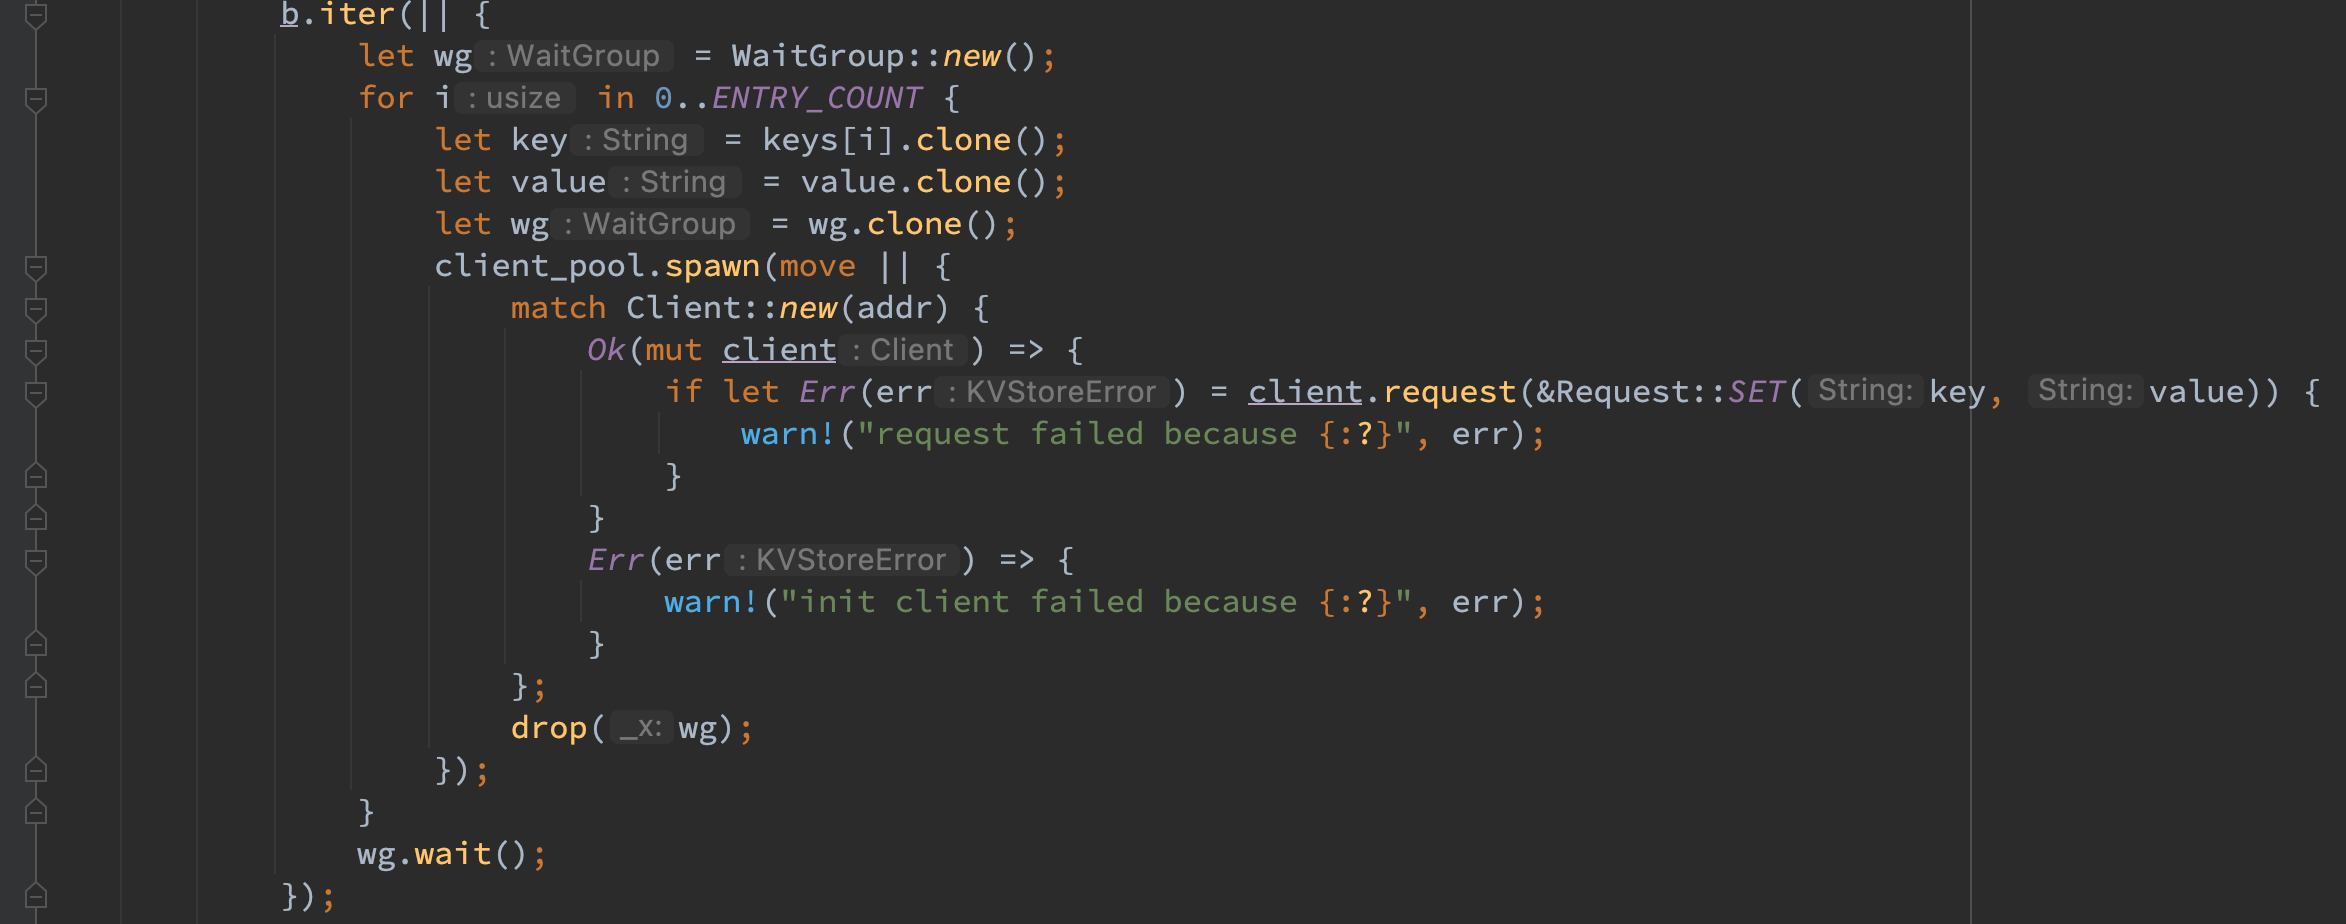 b.iter(|| {
let wg : WaitGroup = WaitGroup::new();
for i : usize in 0..ENTRY_COUNT {
let key : String = keys[i].clone();
let value : String = value.clone();
let wg : WaitGroup = wg.clone();
client_pool.spawn(move || {
match Client::new(addr) {
Ok(mut client : Client ) => {
if let Err(err : KVStoreError ) = client.request(&Request::SET( String: key, String: value)) {
warn!("request failed because {:?}", err);
}
}
Err(err : KVStoreError ) => {
warn!("init client failed because {:?}", err);
}
};
drop( _x: wg);
});
}
wg.wait();
});